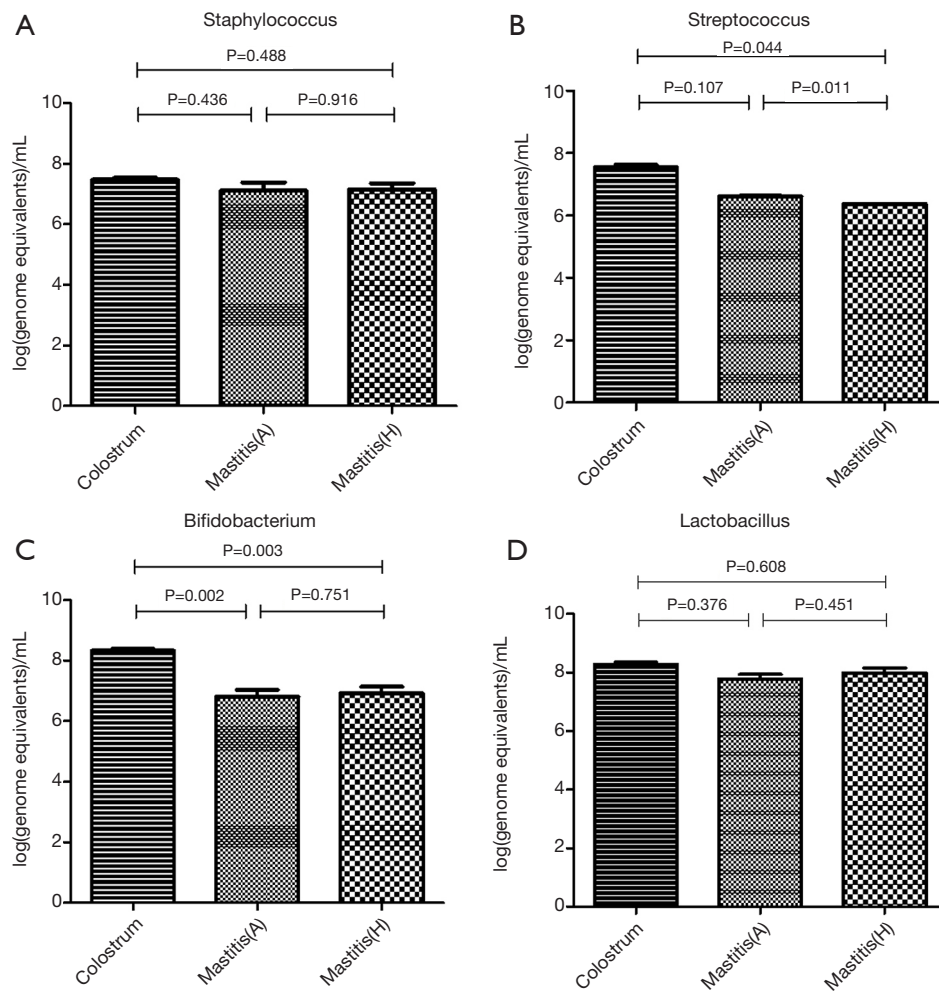 A
Staphylococcus
P=0.488
P=0.436
P=0.916
log(genome equivalents)/mL
10
8
6
4
2
0
Colostrum
Mastitis(A)
Mastitis(H)
B
Streptococcus
P=0.044
P=0.107
P=0.011
log(genome equivalents)/mL
10
8
6
4
2
0
Colostrum
Mastitis(A)
Mastitis(H)
C
Bifidobacterium
P=0.003
P=0.002
P=0.751
log(genome equivalents)/mL
10
8
6
4
2
0
Colostrum
Mastitis(A)
Mastitis(H)
D
Lactobacillus
P=0.608
P=0.376
P=0.451
log(genome equivalents)/mL
10
8
6
4
2
0
Colostrum
Mastitis(A)
Mastitis(H)